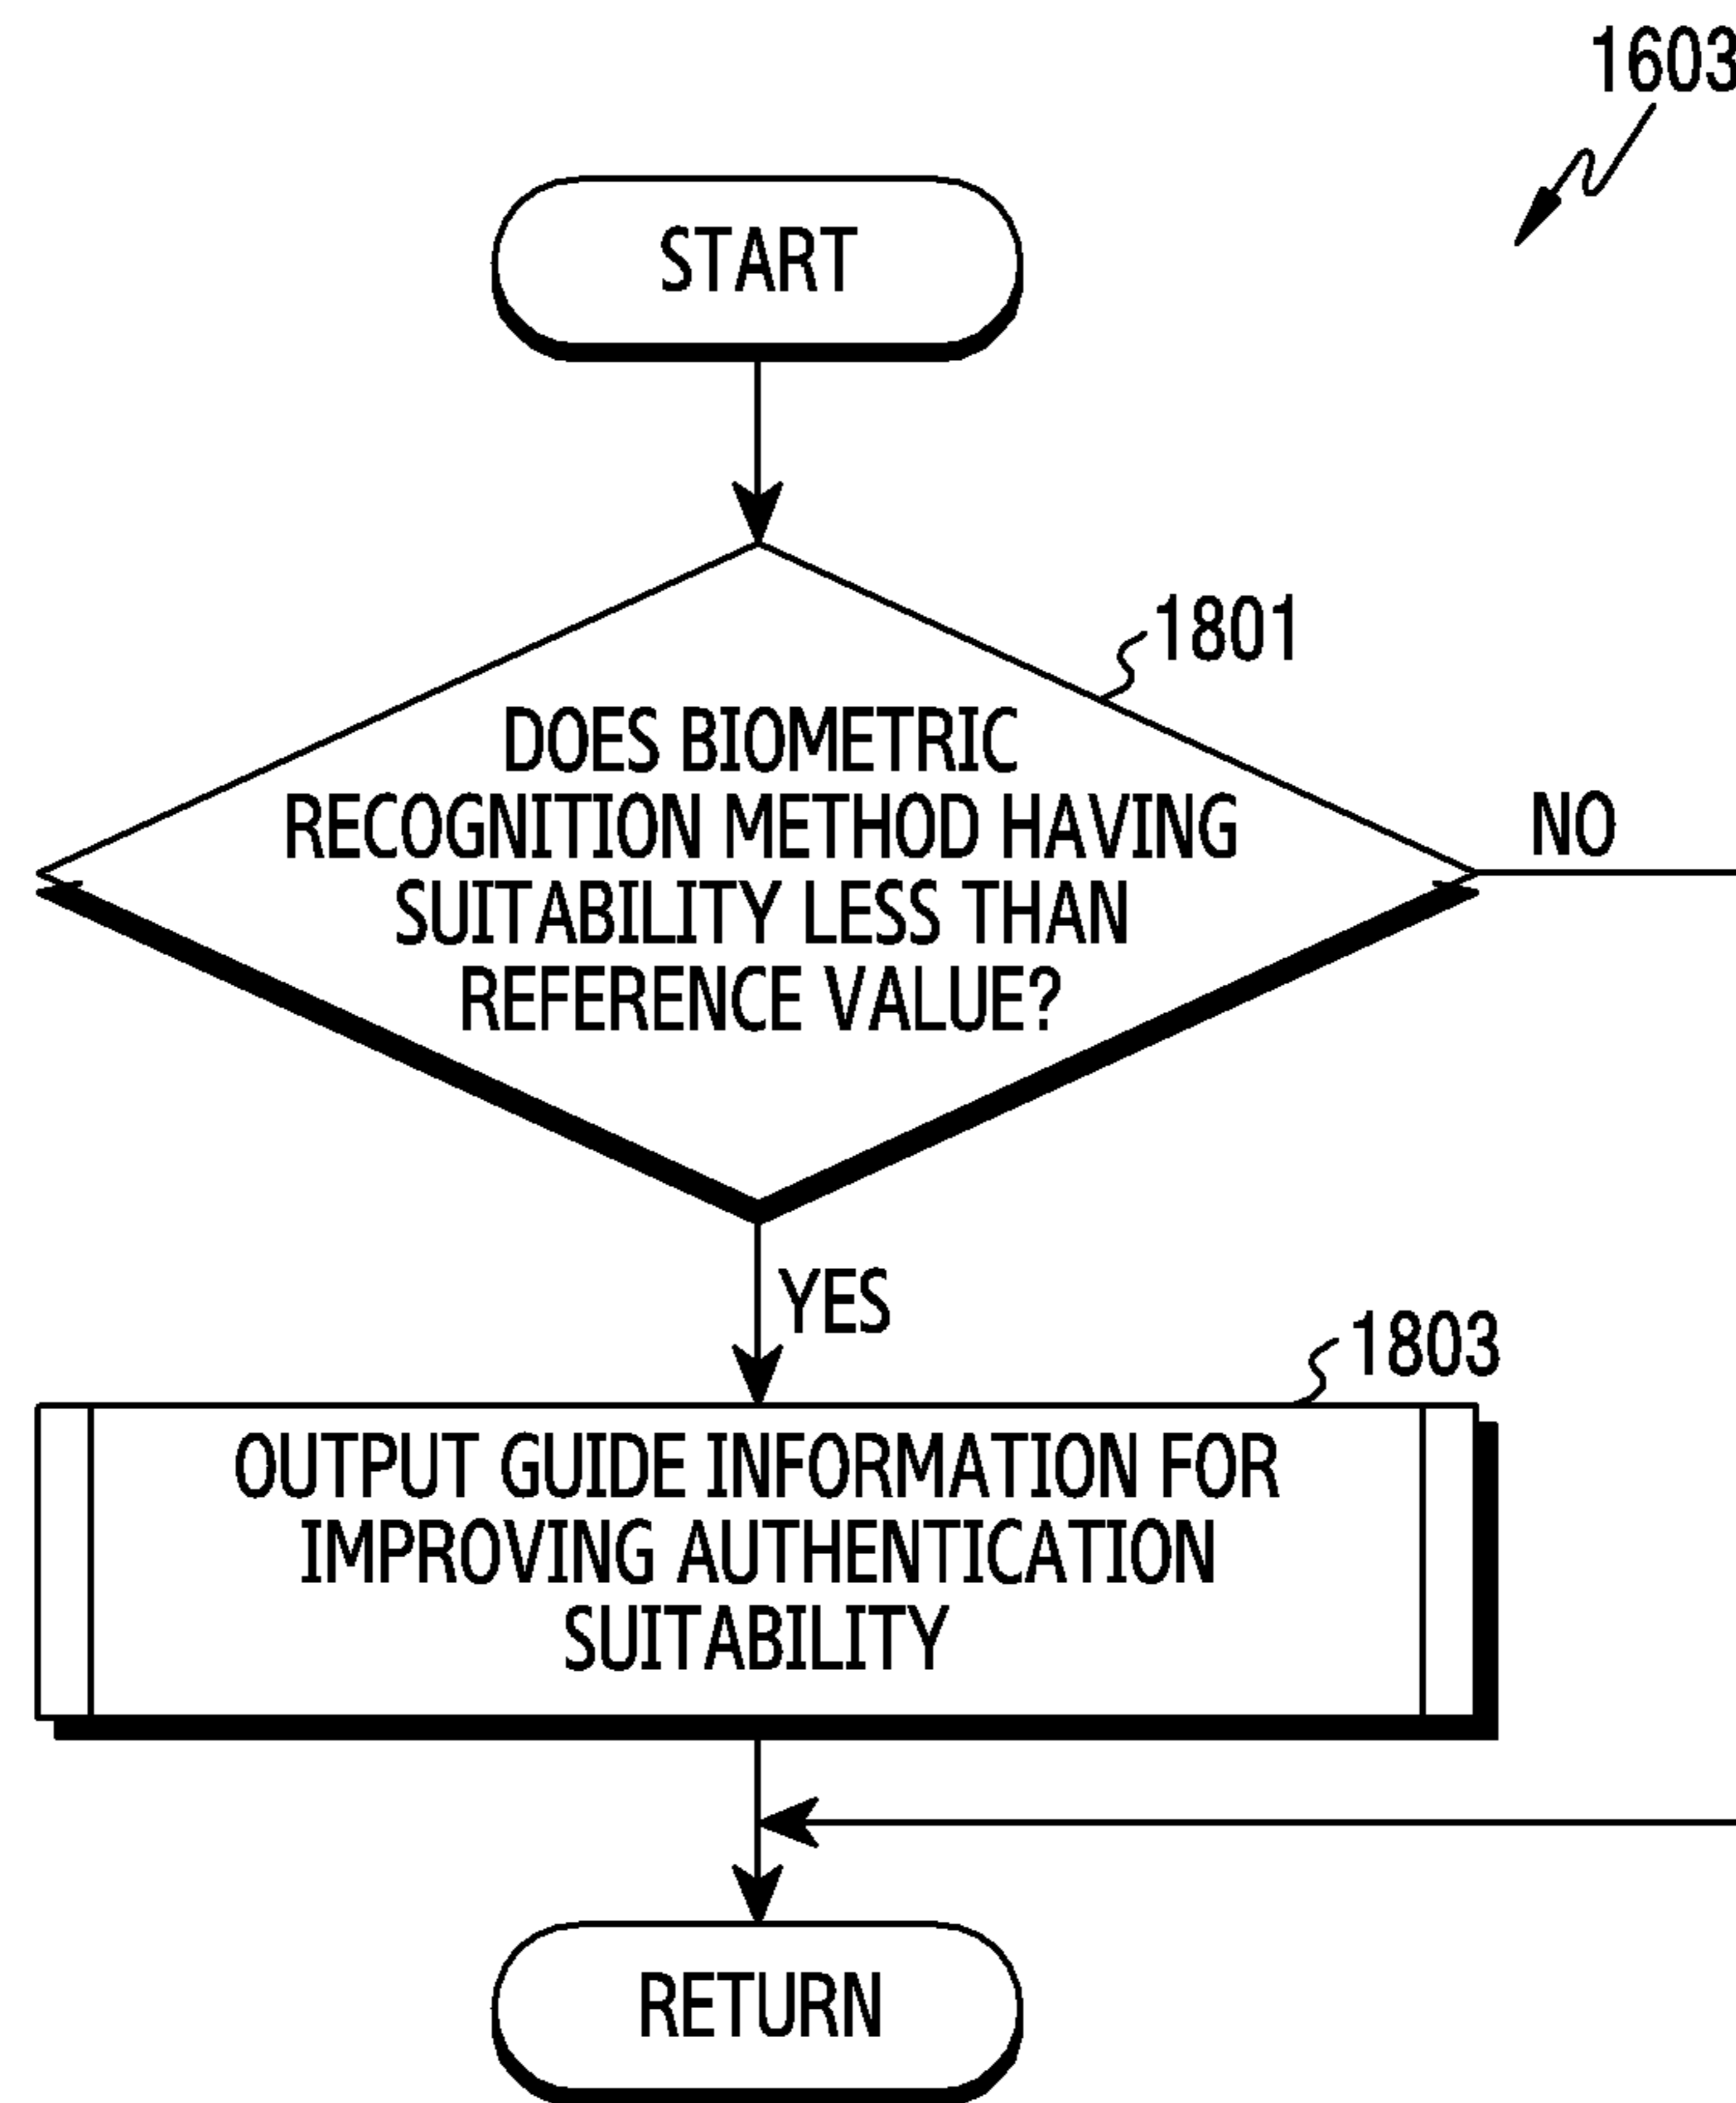 1603
START
1801
DOES BIOMETRIC
RECOGNITION METHOD HAVING
SUITABILITY LESS THAN
REFERENCE VALUE?
NO
YES
1803
OUTPUT GUIDE INFORMATION FOR
IMPROVING AUTHENTICATION
SUITABILITY
RETURN